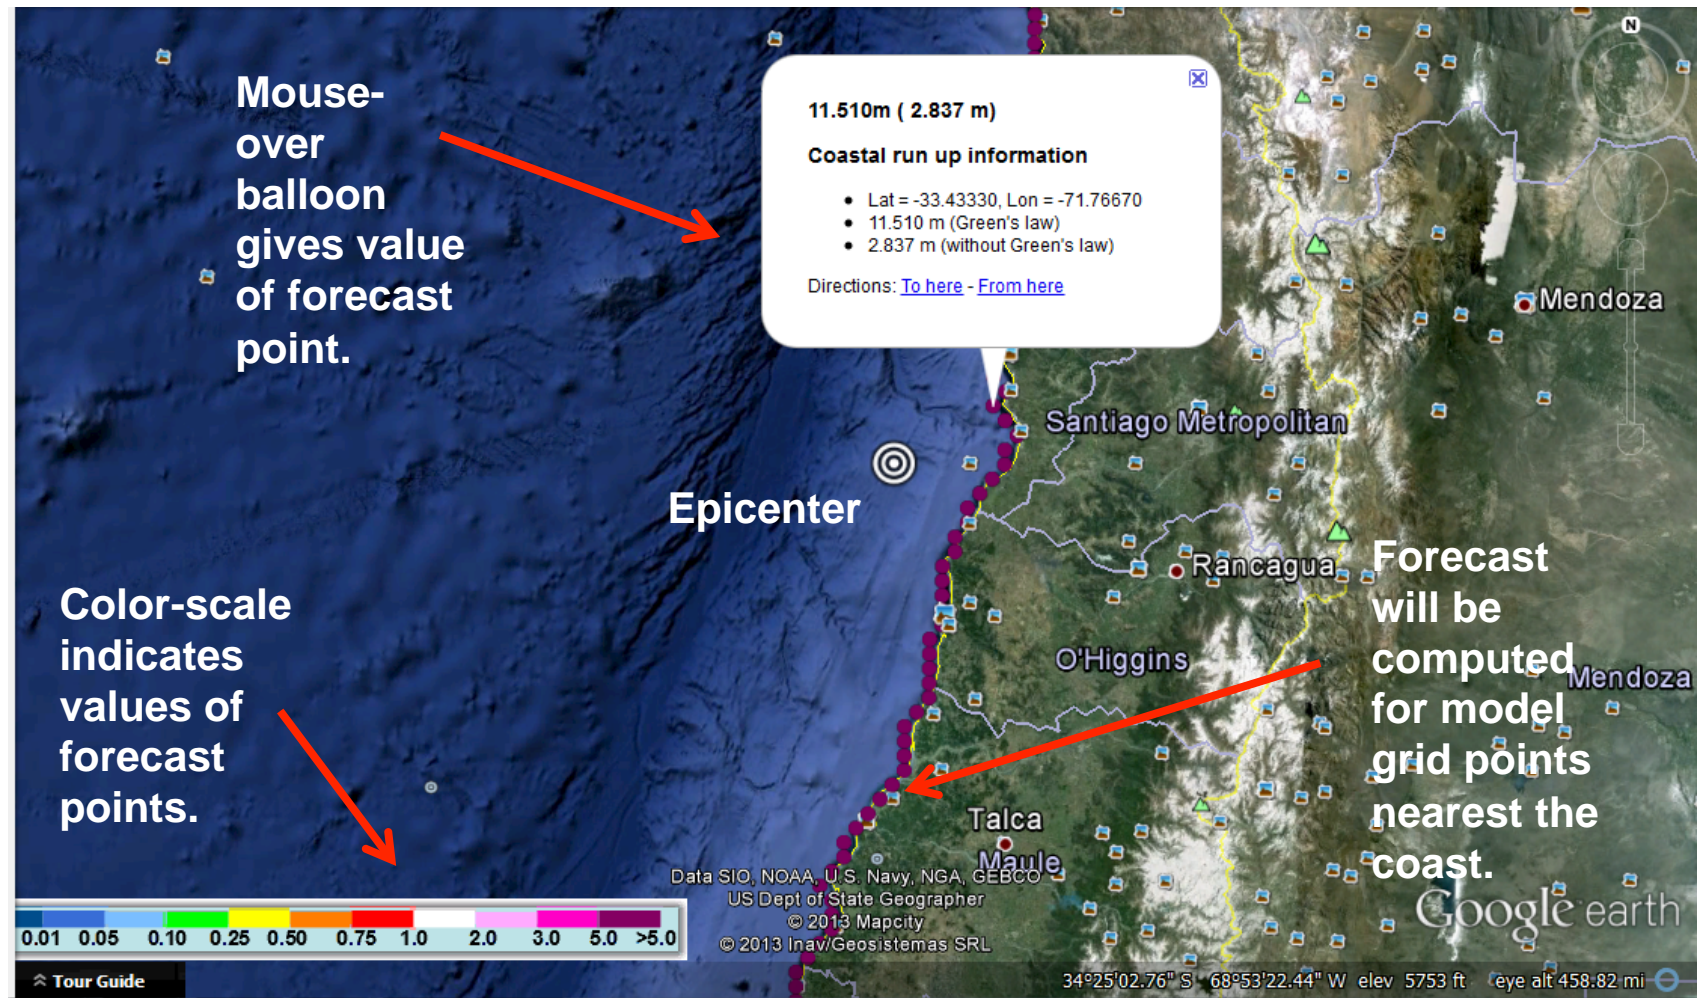 N
Mouse-
over
balloon
gives value
of forecast
point.
11.510m ( 2.837 m)
Coastal run up information
• Lat = -33.43330, Lon = -71.76670
• 11.510 m (Green's law)
• 2.837 m (without Green's law)
Directions: To here - From here
Mendoza
Santiago Metropolitan
Epicenter
Rancagua
Forecast
will be
computed
for model
grid points
nearest the
coast.
Color-scale
indicates
values of
forecast
points.
O'Higgins
Mendoza
Talca
Maule
Data SIO, NOAA, U.S. Navy, NGA, GEBCO
US Dept of State Geographer
© 2013 Mapcity
© 2013 Inav/Geosistemas SRL
Google earth
0.01 0.05 0.10 0.25 0.50 0.75 1.0 2.0 3.0 5.0 >5.0
Tour Guide
34°25'02.76" S 68°53'22.44" W elev 5753 ft eye alt 458.82 mi